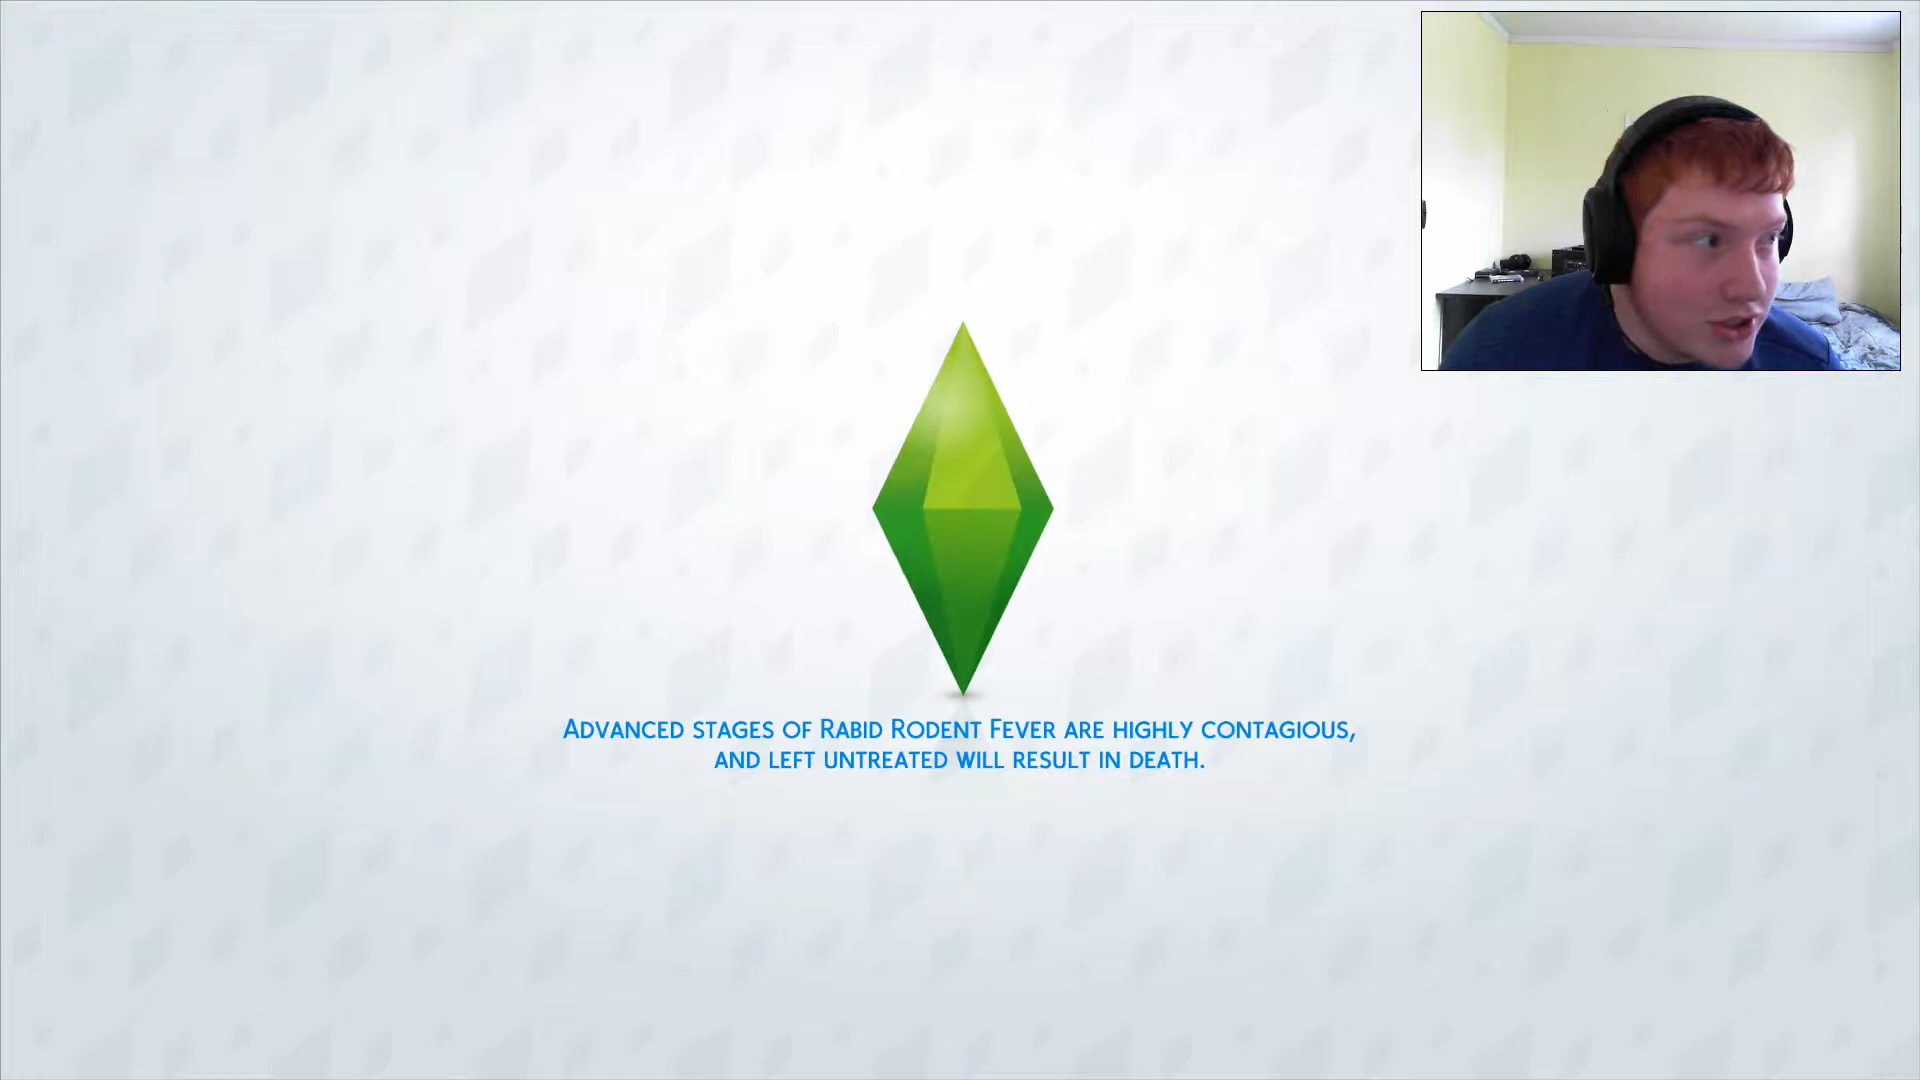 Advanced stages of Rabid Rodent Fever are highly contagious,
and left untreated will result in death.